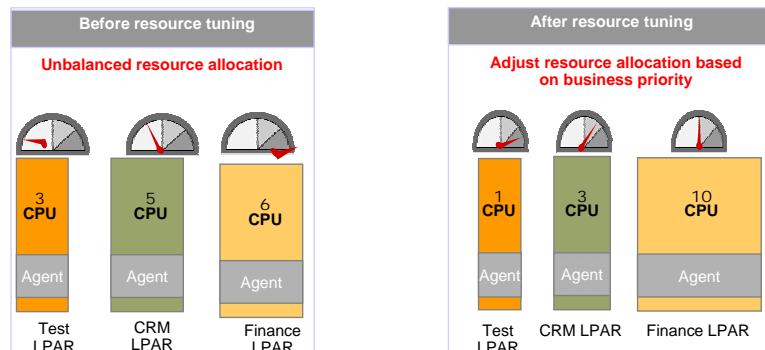 Before resource tuning
Unbalanced resource allocation
3
CPU
5
CPU
6
CPU
Agent
Agent
Agent
Test
LPAR
CRM
LPAR
Finance
LPAR
After resource tuning
Adjust resource allocation based
on business priority
1
CPU
3
CPU
10
CPU
Agent
Agent
Agent
Test
LPAR
CRM LPAR
Finance LPAR